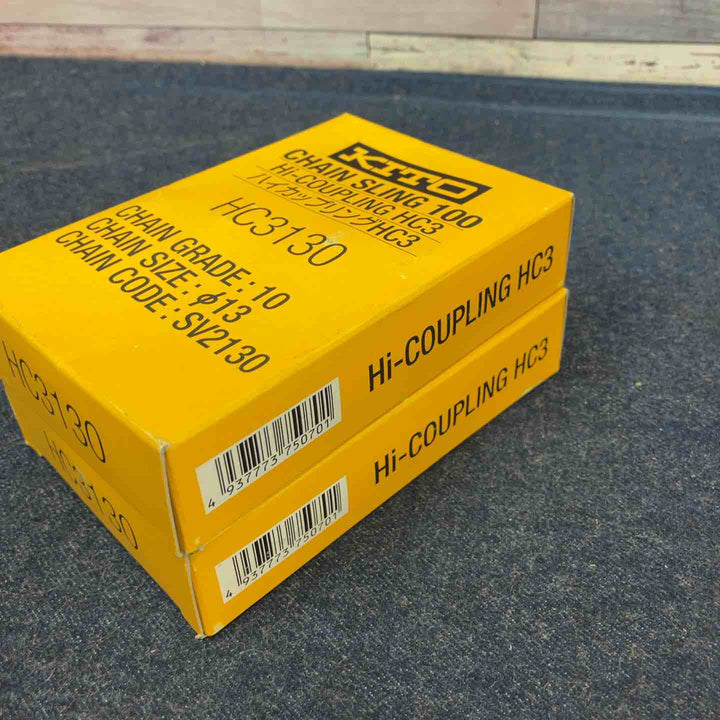 KITO
CHAIN SLING 100
Hi-COUPLING HC3
ハイカップリングHC3
HC3130
CHAIN GRADE : 10
CHAIN SIZE : φ13
CHAIN CODE : SV2130
HC3130
Hi-COUPLING HC3
4 937773 750701
HC3130
Hi-COUPLING HC3
4 937773 750701